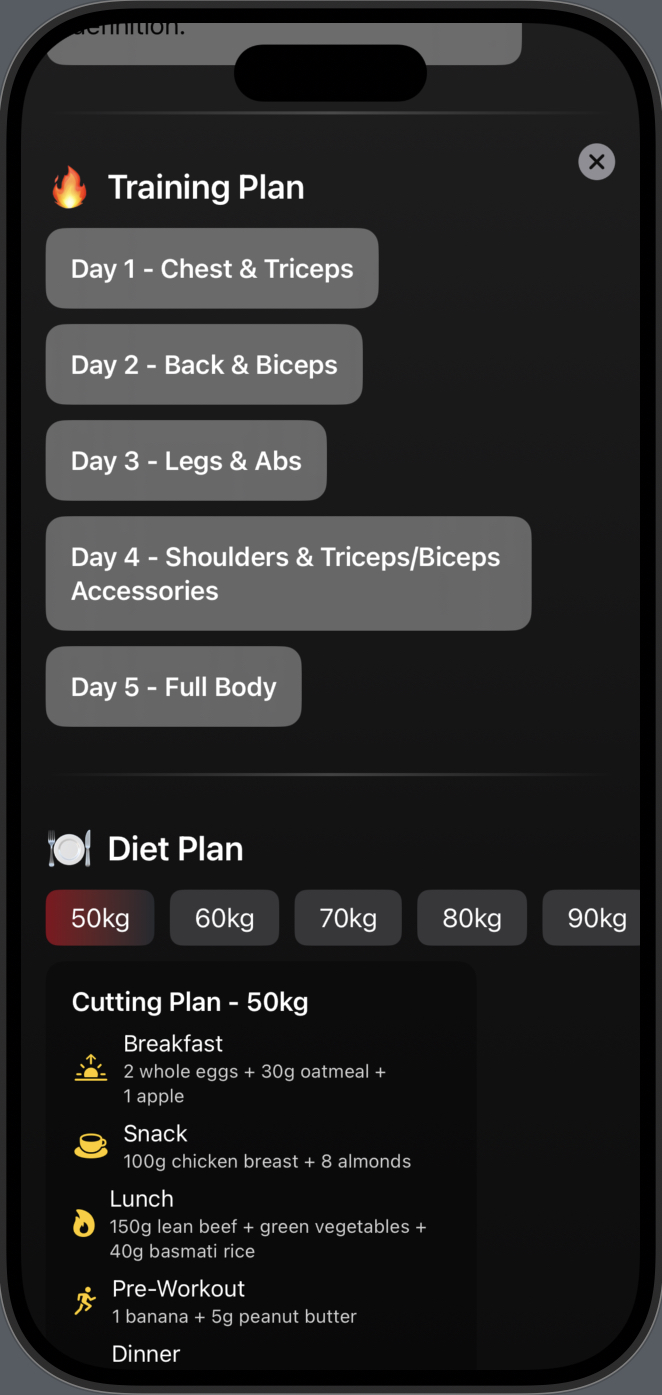 definition.
Training Plan
Day 1 - Chest & Triceps
Day 2 - Back & Biceps
Day 3 - Legs & Abs
Day 4 - Shoulders & Triceps/Biceps
Accessories
Day 5 - Full Body
Diet Plan
50kg 60kg 70kg 80kg 90kg
Cutting Plan - 50kg
Breakfast
2 whole eggs + 30g oatmeal +
1 apple
Snack
100g chicken breast + 8 almonds
Lunch
150g lean beef + green vegetables +
40g basmati rice
Pre-Workout
1 banana + 5g peanut butter
Dinner